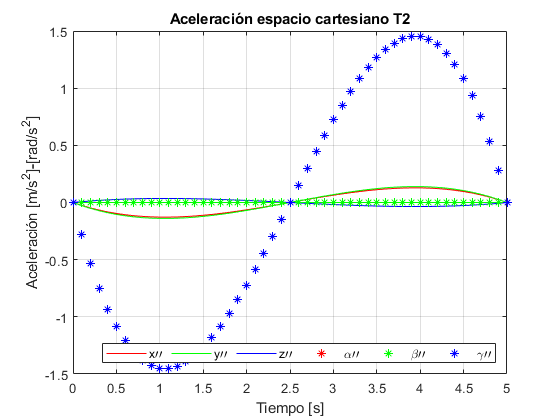 Aceleración espacio cartesiano T2
1.5
1
0.5
0
-0.5
-1
-1.5
Aceleración [m/s²]-[rad/s²]
x′′ y′′ z′′ α′′ β′′ γ′′
0 0.5 1 1.5 2 2.5 3 3.5 4 4.5 5
Tiempo [s]